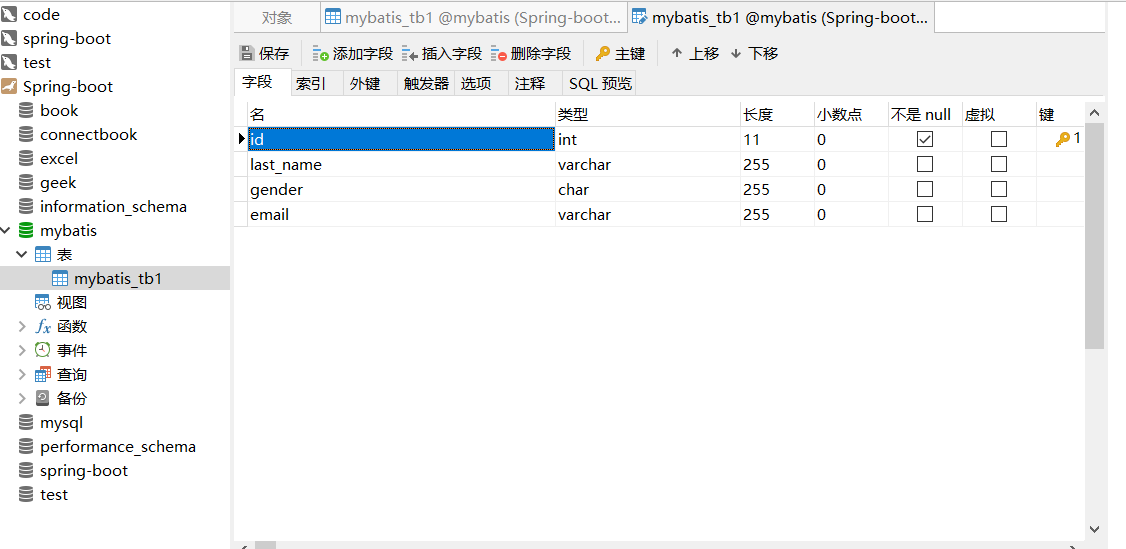 code
spring-boot
test
Spring-boot
book
connectbook
excel
geek
information_schema
mybatis
表
mybatis_tb1
视图
函数
事件
查询
备份
mysql
performance_schema
spring-boot
test
对象 mybatis_tb1 @mybatis (Spring-boot... mybatis_tb1 @mybatis (Spring-boot...
保存 添加字段 插入字段 删除字段 主键 上移 下移
字段 索引 外键 触发器 选项 注释 SQL 预览
名 类型 长度 小数点 不是 null 虚拟 键
id int 11 0 1
last_name varchar 255 0
gender char 255 0
email varchar 255 0